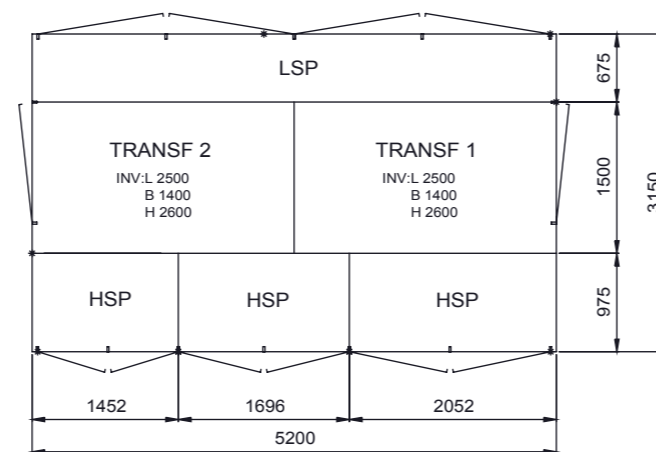 LSP
675
TRANSF 2
INV:L 2500
B 1400
H 2600
TRANSF 1
INV:L 2500
B 1400
H 2600
1500
3150
HSP
HSP
HSP
975
1452
1696
2052
5200